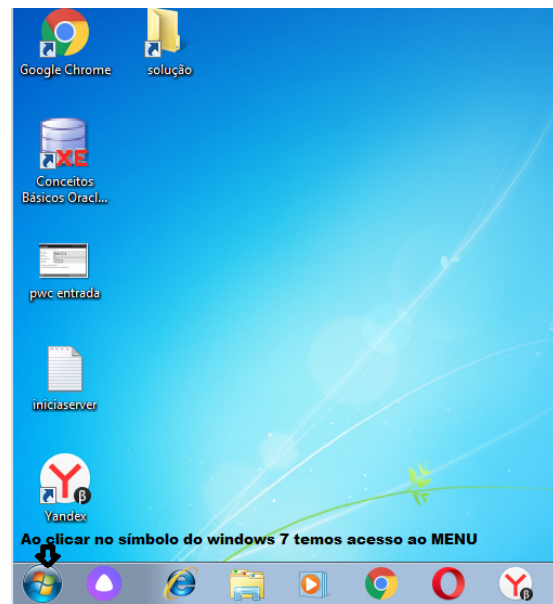 Google Chrome
solução
XE
Conceitos
Básicos Oracl...
pwc entrada
iniciaserver
β
Yandex
Ao clicar no símbolo do windows 7 temos acesso ao MENU
β